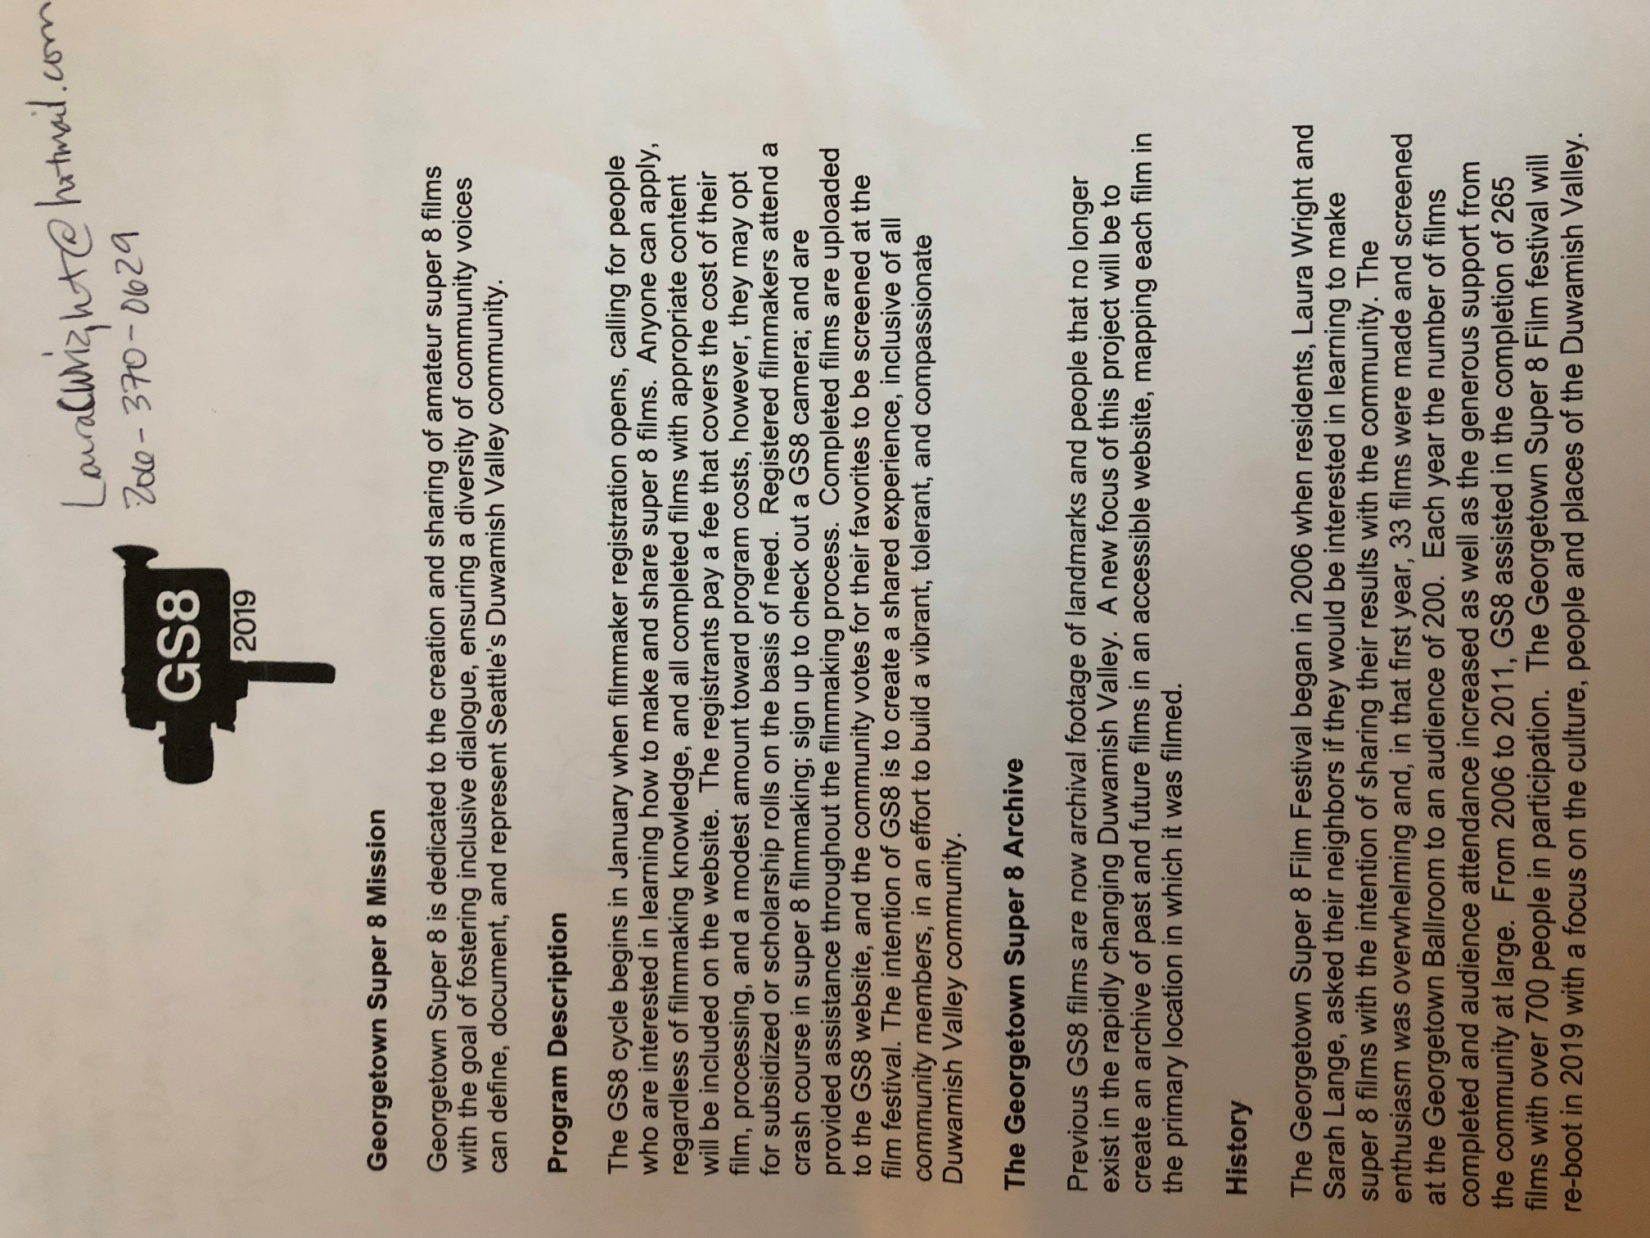 LauraCWright@hotmail.com
206-370-0629
GS8
2019
Georgetown Super 8 Mission
Georgetown Super 8 is dedicated to the creation and sharing of amateur super 8 films
with the goal of fostering inclusive dialogue, ensuring a diversity of community voices
can define, document, and represent Seattle's Duwamish Valley community.
Program Description
The GS8 cycle begins in January when filmmaker registration opens, calling for people
who are interested in learning how to make and share super 8 films. Anyone can apply,
regardless of filmmaking knowledge, and all completed films with appropriate content
will be included on the website. The registrants pay a fee that covers the cost of their
film, processing, and a modest amount toward program costs, however, they may opt
for subsidized or scholarship rolls on the basis of need. Registered filmmakers attend a
crash course in super 8 filmmaking; sign up to check out a GS8 camera; and are
provided assistance throughout the filmmaking process. Completed films are uploaded
to the GS8 website, and the community votes for their favorites to be screened at the
film festival. The intention of GS8 is to create a shared experience, inclusive of all
community members, in an effort to build a vibrant, tolerant, and compassionate
Duwamish Valley community.
The Georgetown Super 8 Archive
Previous GS8 films are now archival footage of landmarks and people that no longer
exist in the rapidly changing Duwamish Valley. A new focus of this project will be to
create an archive of past and future films in an accessible website, mapping each film in
the primary location in which it was filmed.
History
The Georgetown Super 8 Film Festival began in 2006 when residents, Laura Wright and
Sarah Lange, asked their neighbors if they would be interested in learning to make
super 8 films with the intention of sharing their results with the community. The
enthusiasm was overwhelming and, in that first year, 33 films were made and screened
at the Georgetown Ballroom to an audience of 200. Each year the number of films
completed and audience attendance increased as well as the generous support from
the community at large. From 2006 to 2011, GS8 assisted in the completion of 265
films with over 700 people in participation. The Georgetown Super 8 Film festival will
re-boot in 2019 with a focus on the culture, people and places of the Duwamish Valley.